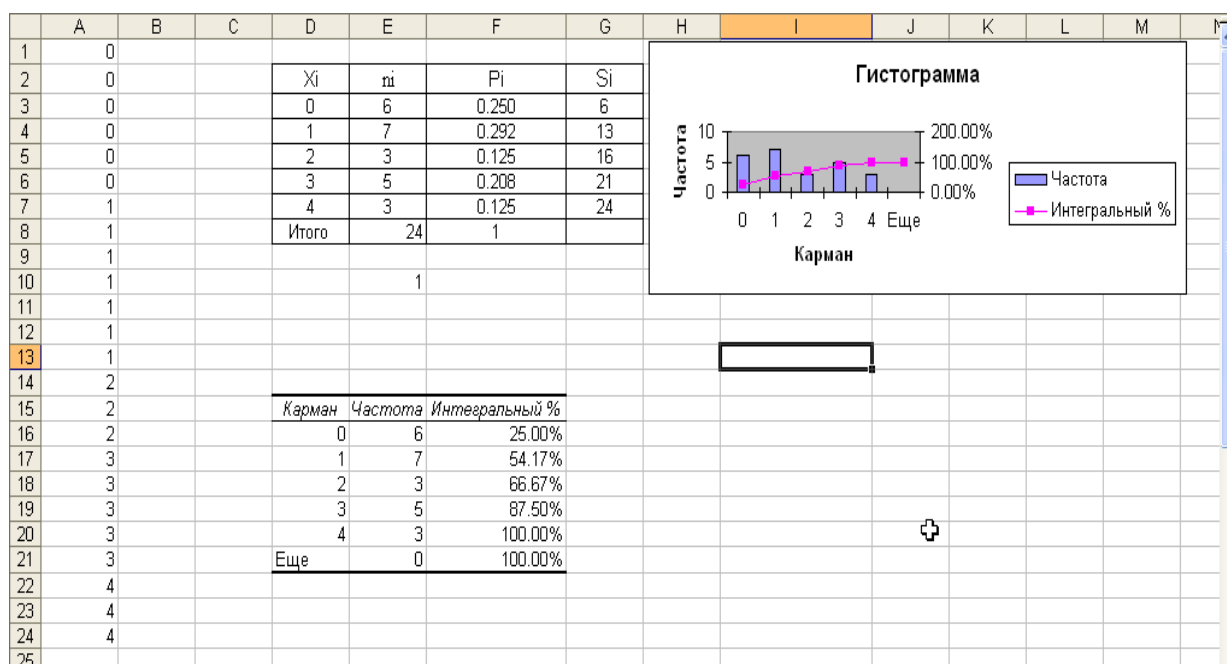 A B C D E F G H I J K L M
1 0
2 0 Xi ni Pi Si
3 0 0 6 0.250 6
4 0 1 7 0.292 13
5 0 2 3 0.125 16
6 0 3 5 0.208 21
7 1 4 3 0.125 24
8 1 Итого 24 1
9 1
10 1 1
11 1
12 1
13 1
14 2
15 2 Карман Частота Интегральный %
16 2 0 6 25.00%
17 3 1 7 54.17%
18 3 2 3 66.67%
19 3 3 5 87.50%
20 3 4 3 100.00%
21 3 Еще 0 100.00%
22 4
23 4
24 4
25
Гистограмма
Частота
10 200.00%
5 100.00%
0 0.00%
0 1 2 3 4 Еще
Карман
Частота
Интегральный %